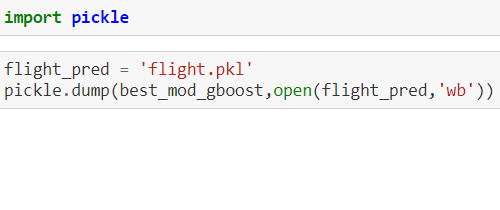 import pickle
flight_pred = 'flight.pkl'
pickle.dump(best_mod_gboost,open(flight_pred,'wb'))